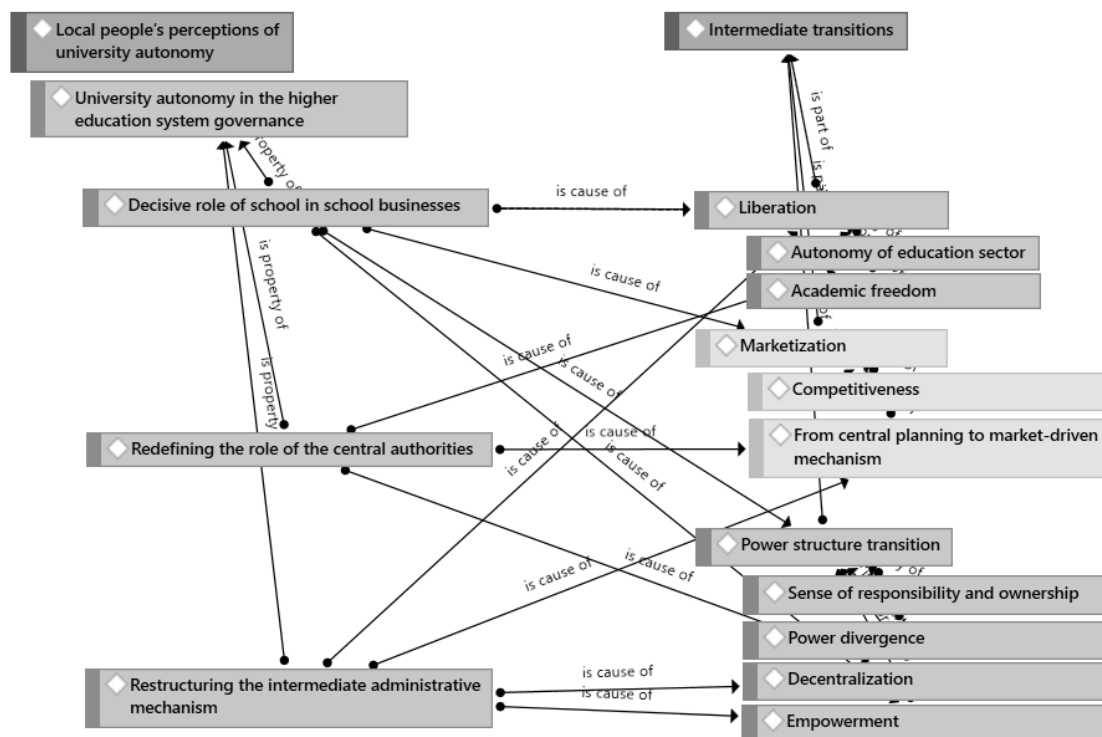 Local people's perceptions of
university autonomy
Intermediate transitions
University autonomy in the higher
education system governance
is part of
property of
Decisive role of school in school businesses
is cause of
Liberation
Autonomy of education sector
is property of
is cause of
Academic freedom
Marketization
is cause of
is cause of
Competitiveness
is property
Redefining the role of the central authorities
is cause of
is cause of
is cause of
From central planning to market-driven
mechanism
Power structure transition
is cause of
is cause of
Sense of responsibility and ownership
Power divergence
Restructuring the intermediate administrative
mechanism
is cause of
is cause of
Decentralization
Empowerment